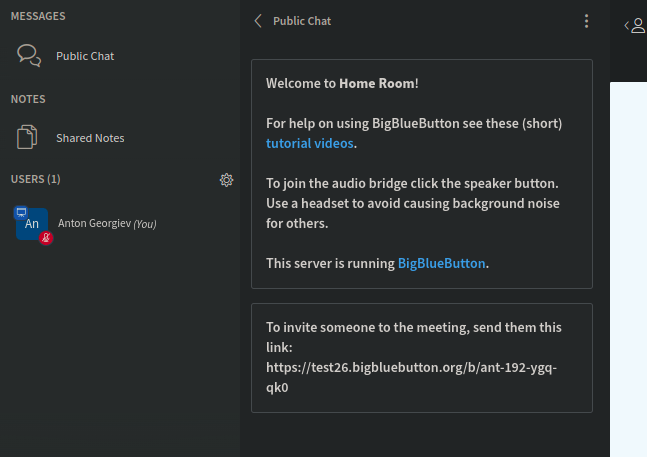 MESSAGES
Public Chat
NOTES
Shared Notes
USERS (1)
An
Anton Georgiev (You)
Public Chat
Welcome to Home Room!
For help on using BigBlueButton see these (short)
tutorial videos.
To join the audio bridge click the speaker button.
Use a headset to avoid causing background noise
for others.
This server is running BigBlueButton.
To invite someone to the meeting, send them this
link:
https://test26.bigbluebutton.org/b/ant-192-ygq-
qk0